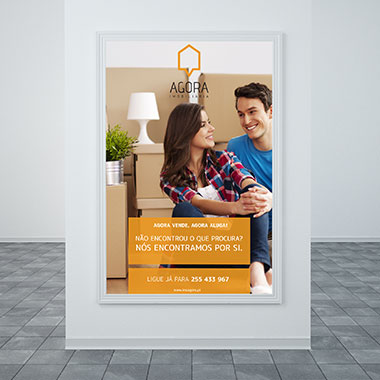 AGORA
IMOBILIÁRIA
AGORA VENDE, AGORA ALUGA!
NÃO ENCONTROU O QUE PROCURA?
NÓS ENCONTRAMOS POR SI.
LIGUE JÁ PARA 255 433 967